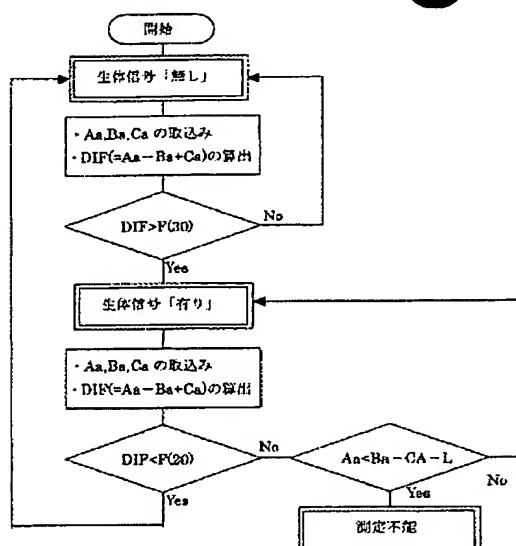 開始
生体信号「無し」
・Aa,Ba,Ca の取込み
・DIF(=Aa−Ba+Ca)の算出
DIF>F(30)
No
Yes
生体信号「有り」
・Aa,Ba,Ca の取込み
・DIF(=Aa−Ba+Ca)の算出
DIF<F(20)
No
Aa<Ba−CA−L
No
Yes
Yes
測定不能